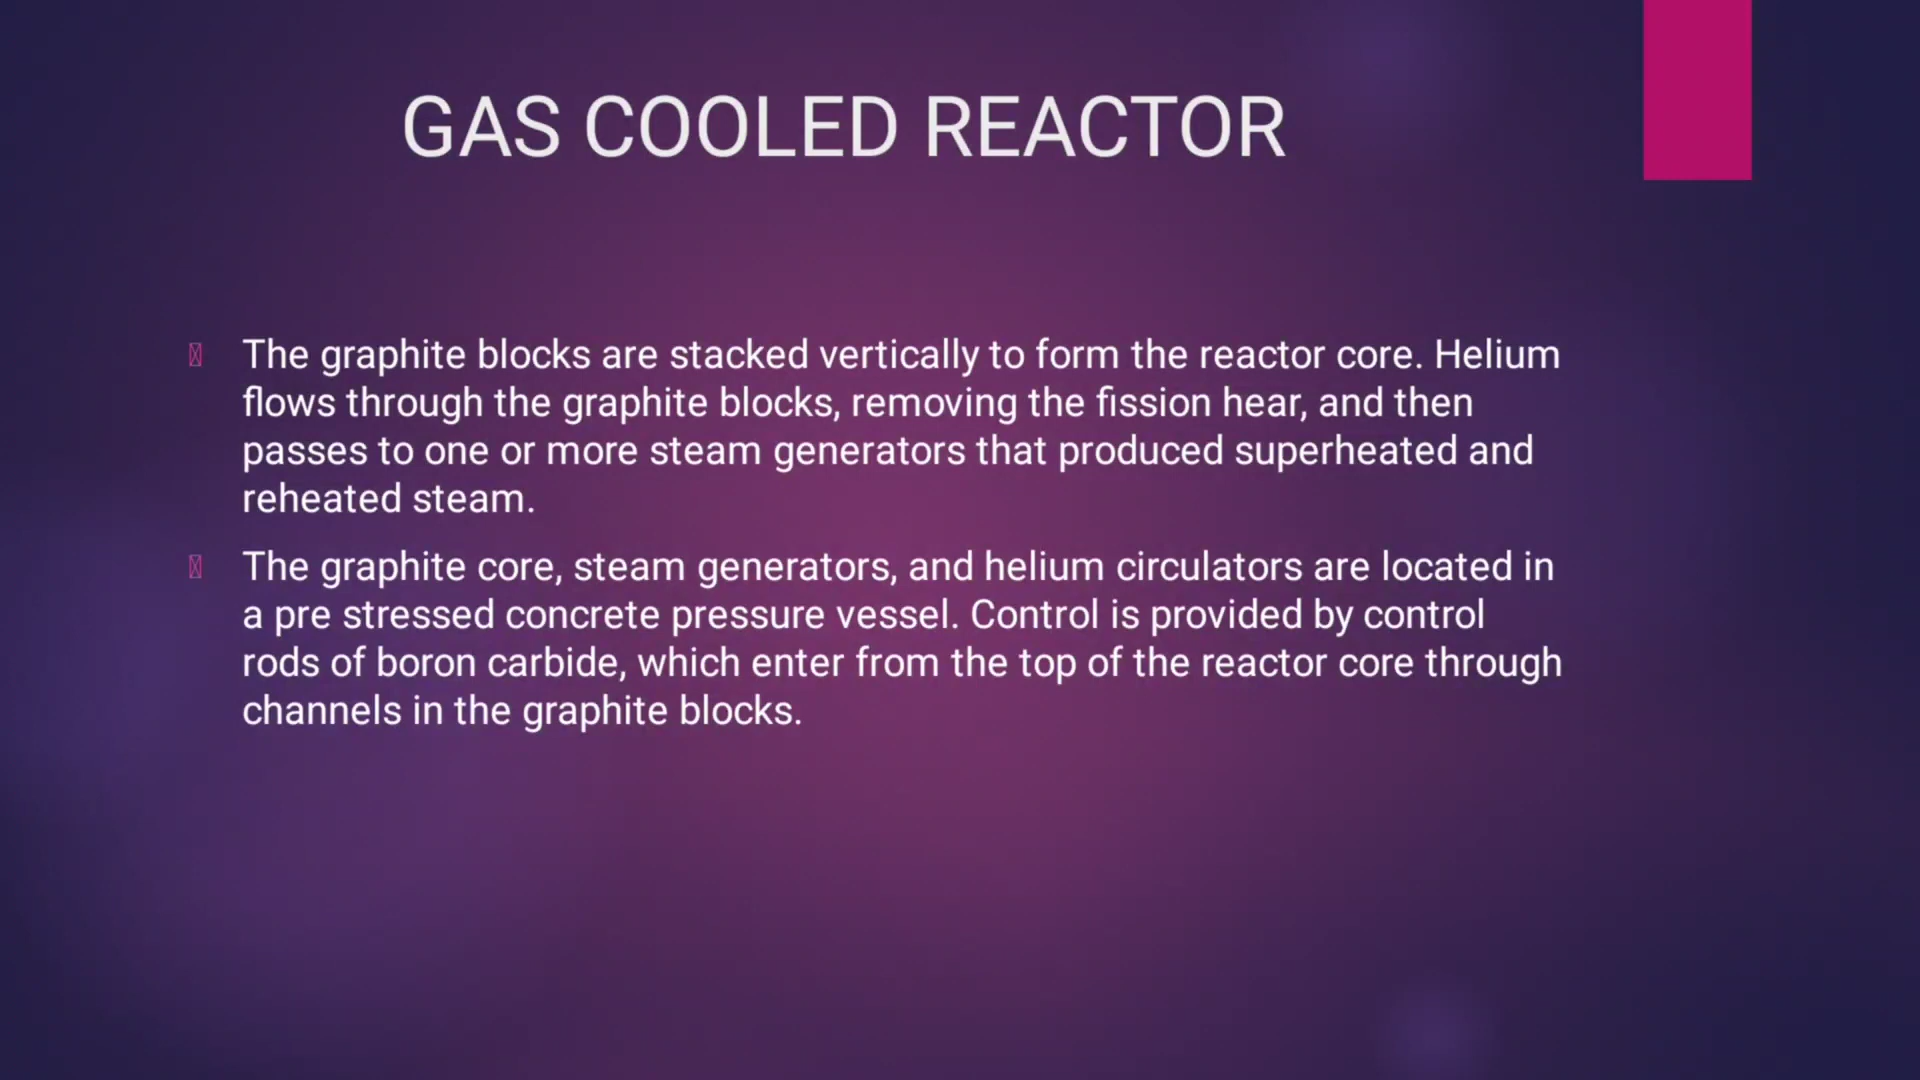 GAS COOLED REACTOR
The graphite blocks are stacked vertically to form the reactor core. Helium
flows through the graphite blocks, removing the fission hear, and then
passes to one or more steam generators that produced superheated and
reheated steam.
The graphite core, steam generators, and helium circulators are located in
a pre stressed concrete pressure vessel. Control is provided by control
rods of boron carbide, which enter from the top of the reactor core through
channels in the graphite blocks.